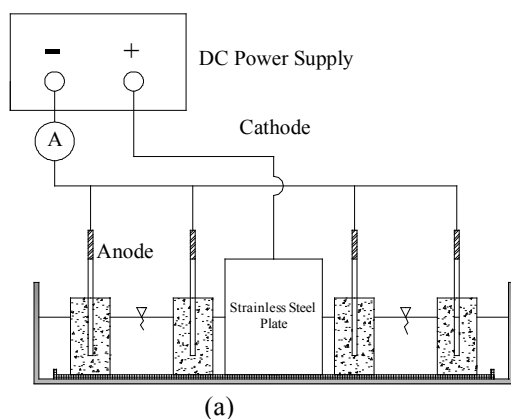 - +
DC Power Supply
A
Cathode
Anode
Strainless Steel
Plate
(a)